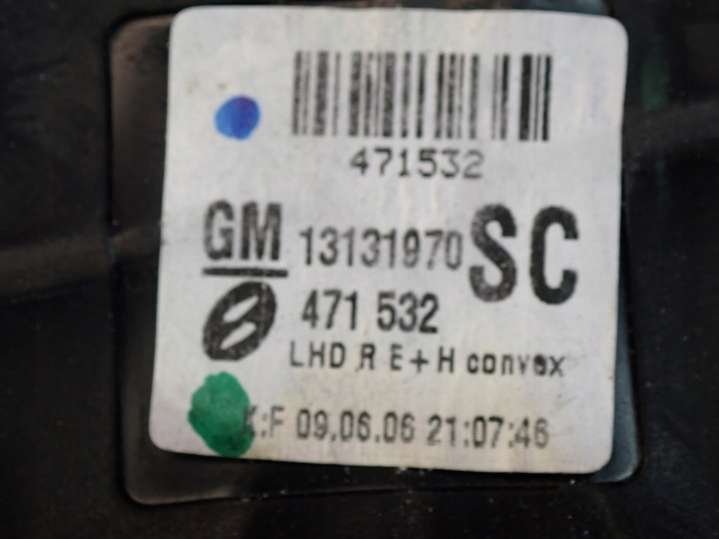 471532
GM 13131970 SC
471 532
LHD R E+H convex
K:F 09.06.06 21:07:46